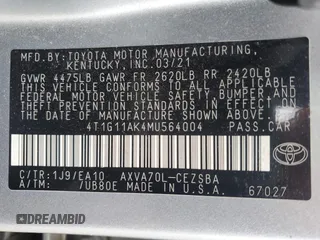 MFD.BY:TOYOTA MOTOR MANUFACTURING,
KENTUCKY, INC.03/21
GVWR 4475LB GAWR FR 2620LB RR 2420LB
THIS VEHICLE CONFORMS TO ALL APPLICABLE
FEDERAL MOTOR VEHICLE SAFETY,
BUMPER, AND THEFT PREVENTION STANDARDS
IN EFFECT ON THE DATE OF
MANUFACTURE SHOWN ABOVE.
4T1G11AK4MU564004 PASS.CAR
C/TR:1J9/EA10 AXVA70L-CEZSBA
A/TM: /UB80E MADE IN U.S.A.
TOYOTA
67027
DREAMBID